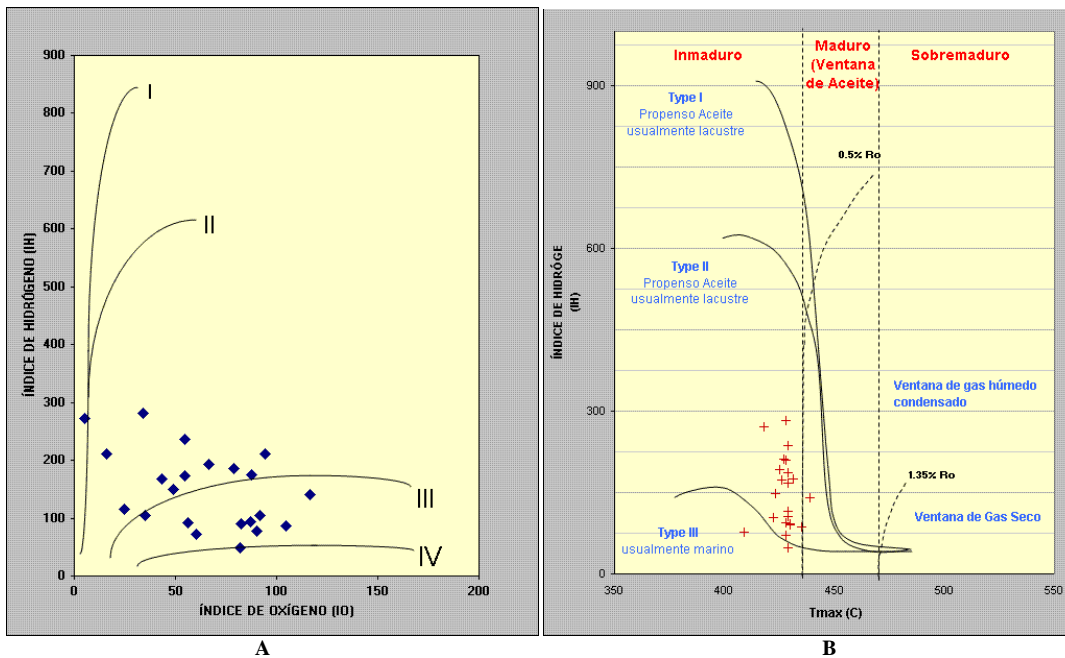 900
800
700
600
500
400
300
200
100
0
ÍNDICE DE HIDRÓGENO (IH)
I
II
III
IV
0
50
100
150
200
ÍNDICE DE OXÍGENO (IO)
A
Inmaduro
Maduro
(Ventana
de Aceite)
Sobremaduro
900
600
300
0
ÍNDICE DE HIDRÓGE
(IH)
Type I
Propenso Aceite
usualmente lacustre
0.5% Ro
Type II
Propenso Aceite
usualmente lacustre
Ventana de gas húmedo
condensado
1.35% Ro
Ventana de Gas Seco
Type III
usualmente marino
350
400
450
500
550
Tmax (C)
B